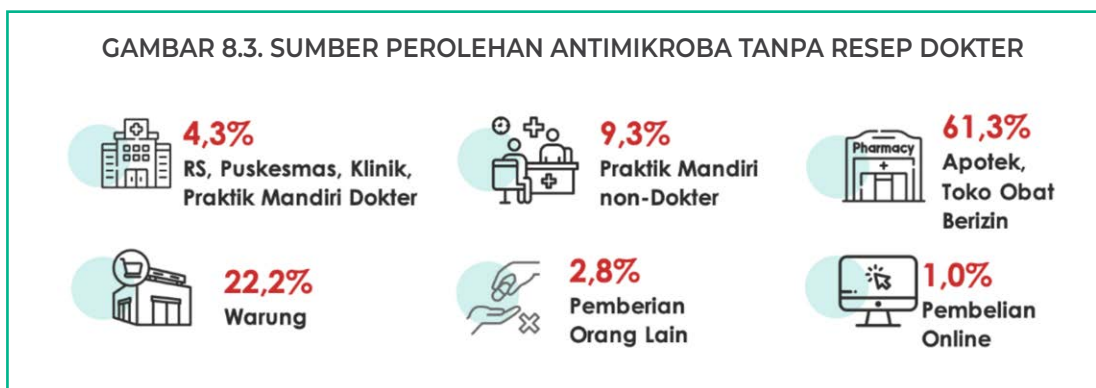 GAMBAR 8.3. SUMBER PEROLEHAN ANTIMIKROBA TANPA RESEP DOKTER
4,3%
RS, Puskesmas, Klinik,
Praktik Mandiri Dokter
9,3%
Praktik Mandiri
non-Dokter
Pharmacy
61,3%
Apotek,
Toko Obat
Berizin
22,2%
Warung
2,8%
Pemberian
Orang Lain
1,0%
Pembelian
Online